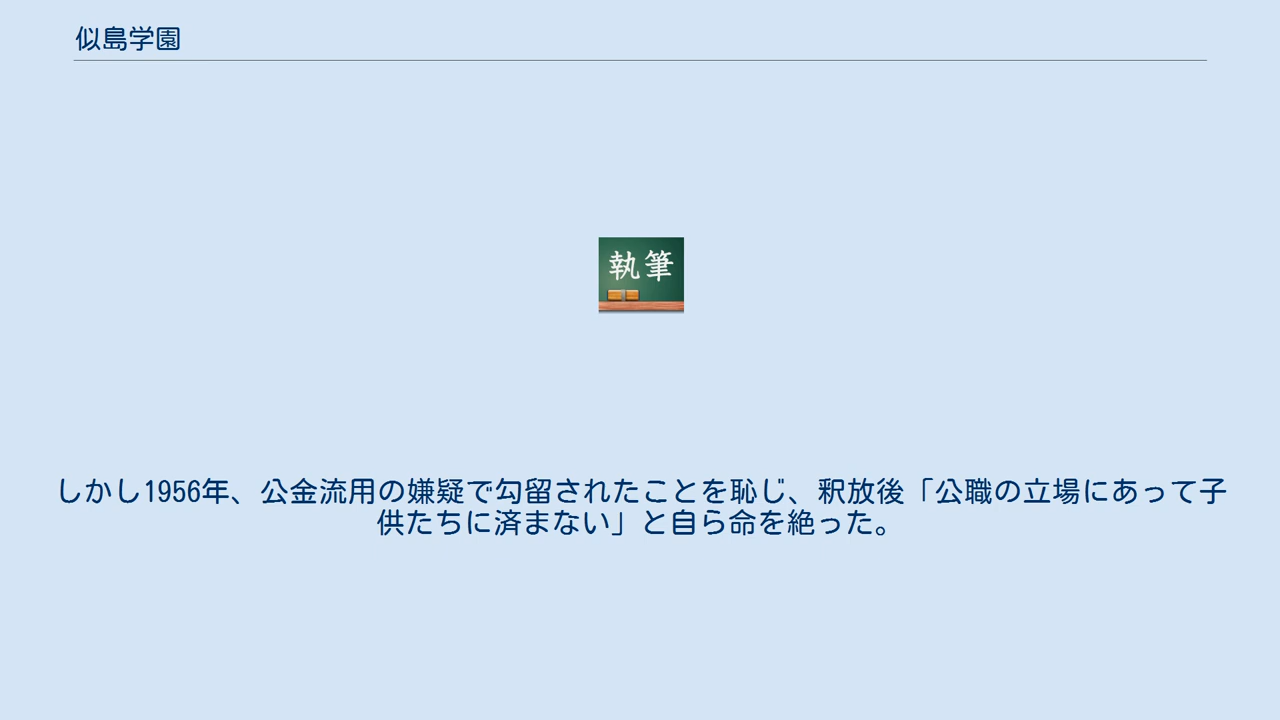 似島学園
執筆
しかし1956年、公金流用の嫌疑で勾留されたことを恥じ、釈放後「公職の立場にあって子
供たちに済まない」と自ら命を絶った。